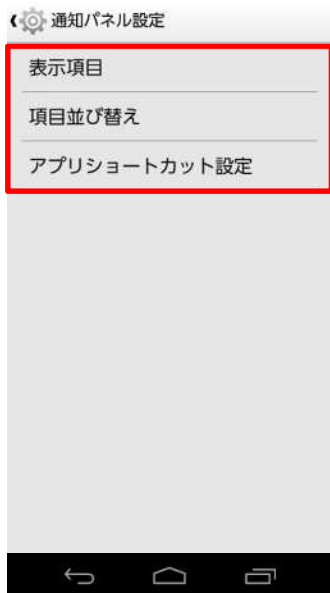 通知パネル設定
表示項目
項目並び替え
アプリショートカット設定